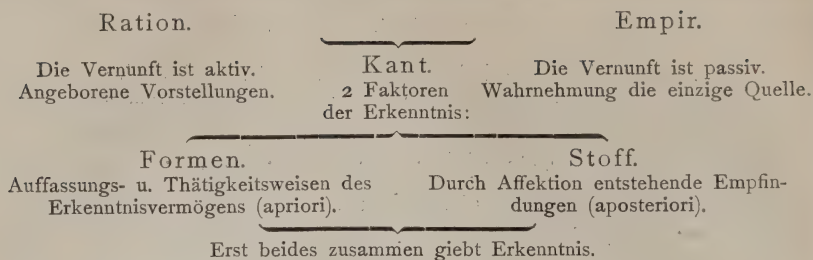 Ration.
Empir.
Die Vernunft ist aktiv.
Angeborene Vorstellungen.
Kant.
2 Faktoren
der Erkenntnis:
Die Vernunft ist passiv.
Wahrnehmung die einzige Quelle.
Formen.
Auffassungs- u. Thätigkeitsweisen des
Erkenntnisvermögens (apriori).
Stoff.
Durch Affektion entstehende Empfin-
dungen (aposteriori).
Erst beides zusammen giebt Erkenntnis.